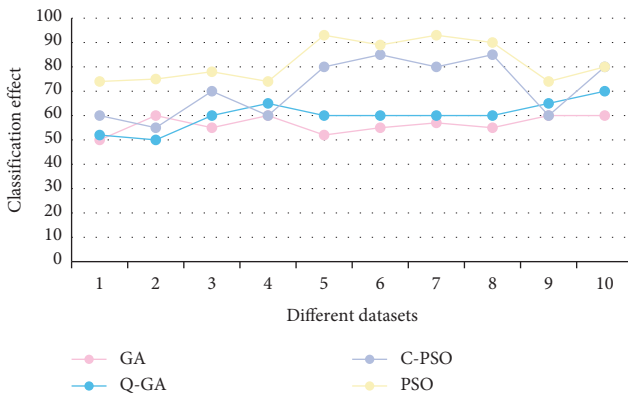 100
90
80
70
60
50
40
30
20
10
0
Classification effect
1 2 3 4 5 6 7 8 9 10
Different datasets
GA C-PSO
Q-GA PSO